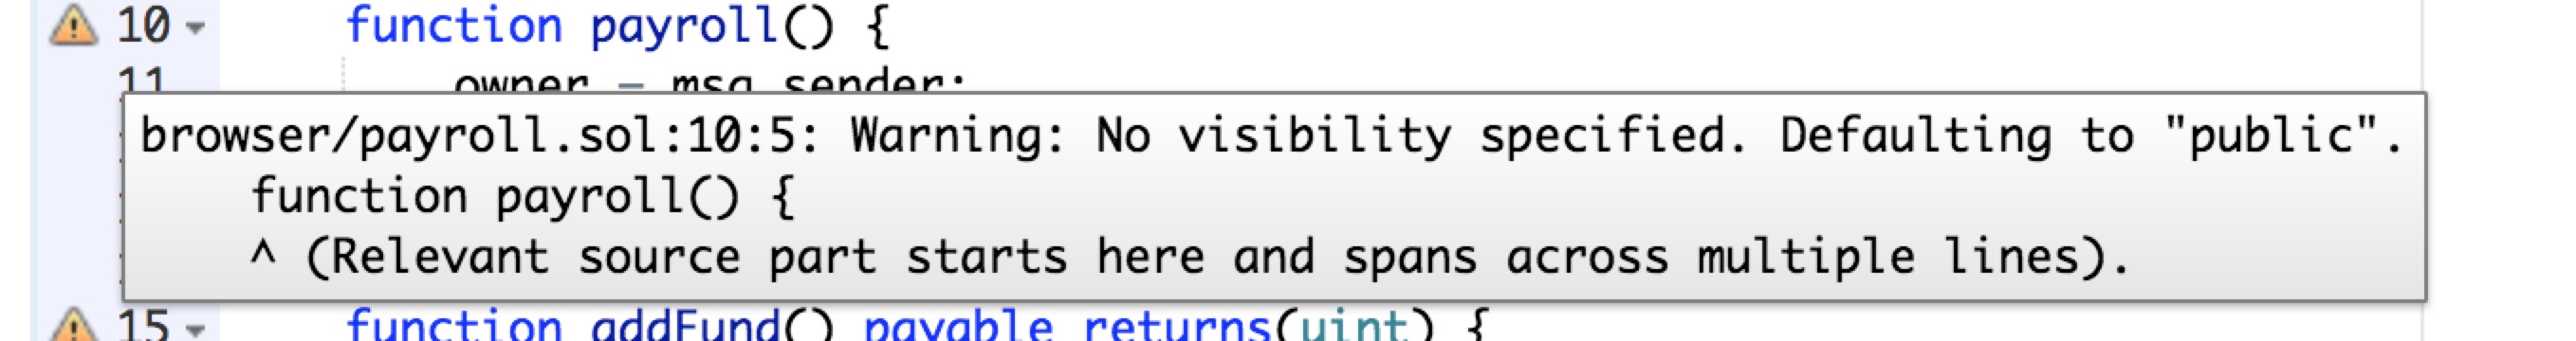 10 function payroll() {
11 owner = msg.sender;
browser/payroll.sol:10:5: Warning: No visibility specified. Defaulting to "public".
function payroll() {
^ (Relevant source part starts here and spans across multiple lines).
15 function addFund() payable returns(uint) {